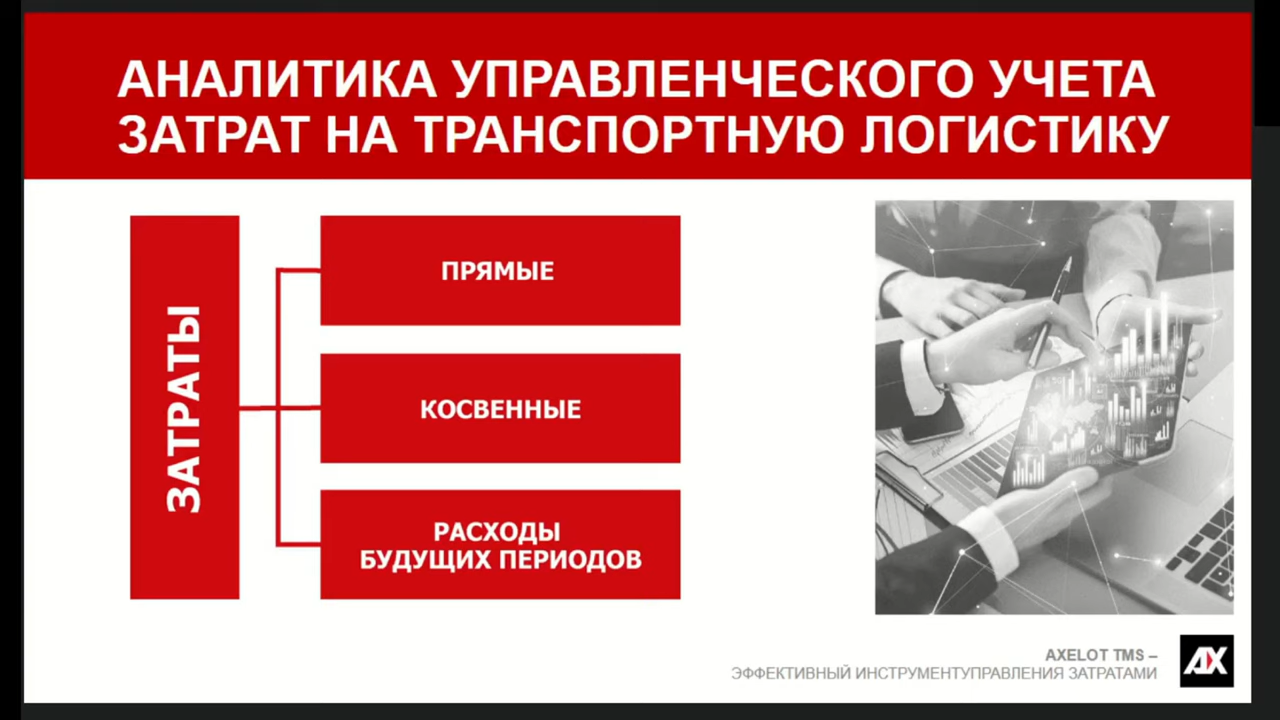 АНАЛИТИКА УПРАВЛЕНЧЕСКОГО УЧЕТА
ЗАТРАТ НА ТРАНСПОРТНУЮ ЛОГИСТИКУ
ЗАТРАТЫ
ПРЯМЫЕ
КОСВЕННЫЕ
РАСХОДЫ
БУДУЩИХ ПЕРИОДОВ
AXELOT TMS –
ЭФФЕКТИВНЫЙ ИНСТРУМЕНТУПРАВЛЕНИЯ ЗАТРАТАМИ
AX